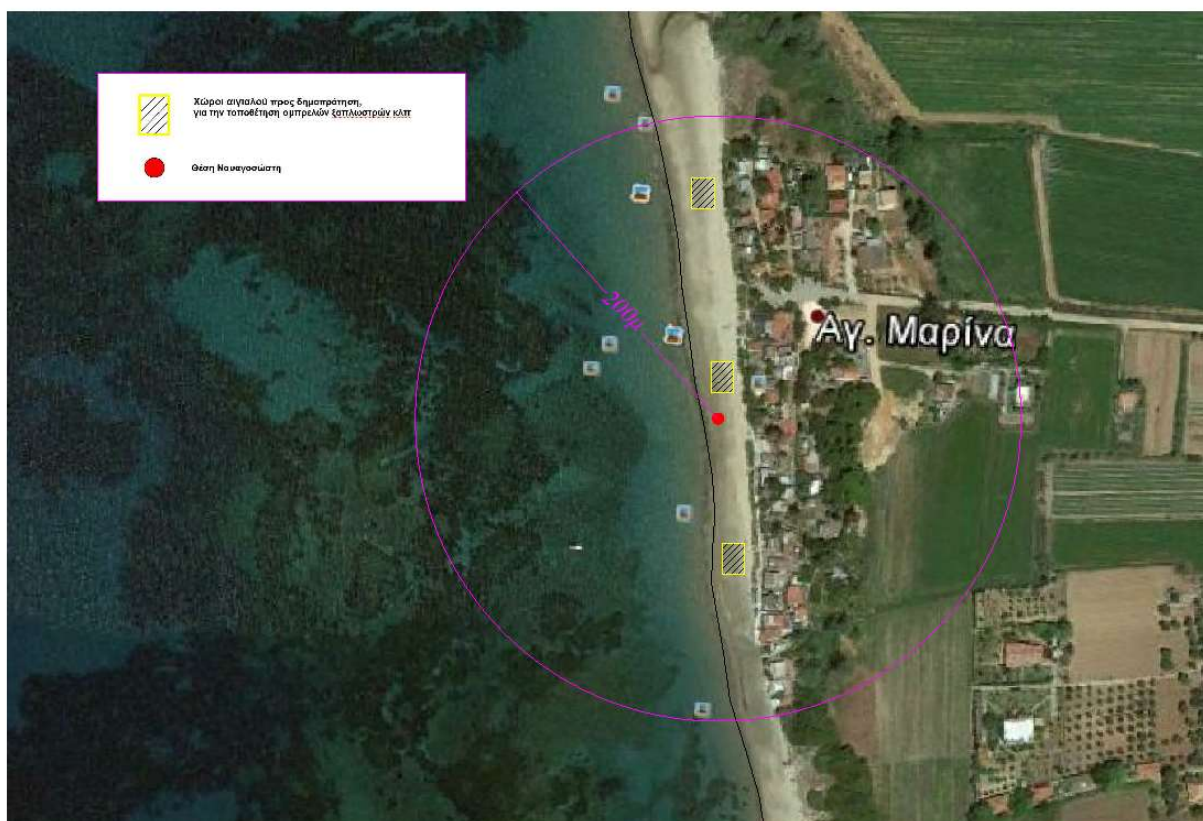 Χώροι αιγιαλού προς δημοπράτηση,
για την τοποθέτηση ομπρελών ξαπλωστρών κλπ
Θέση Ναυαγοσώστη
200μ
Αγ. Μαρίνα